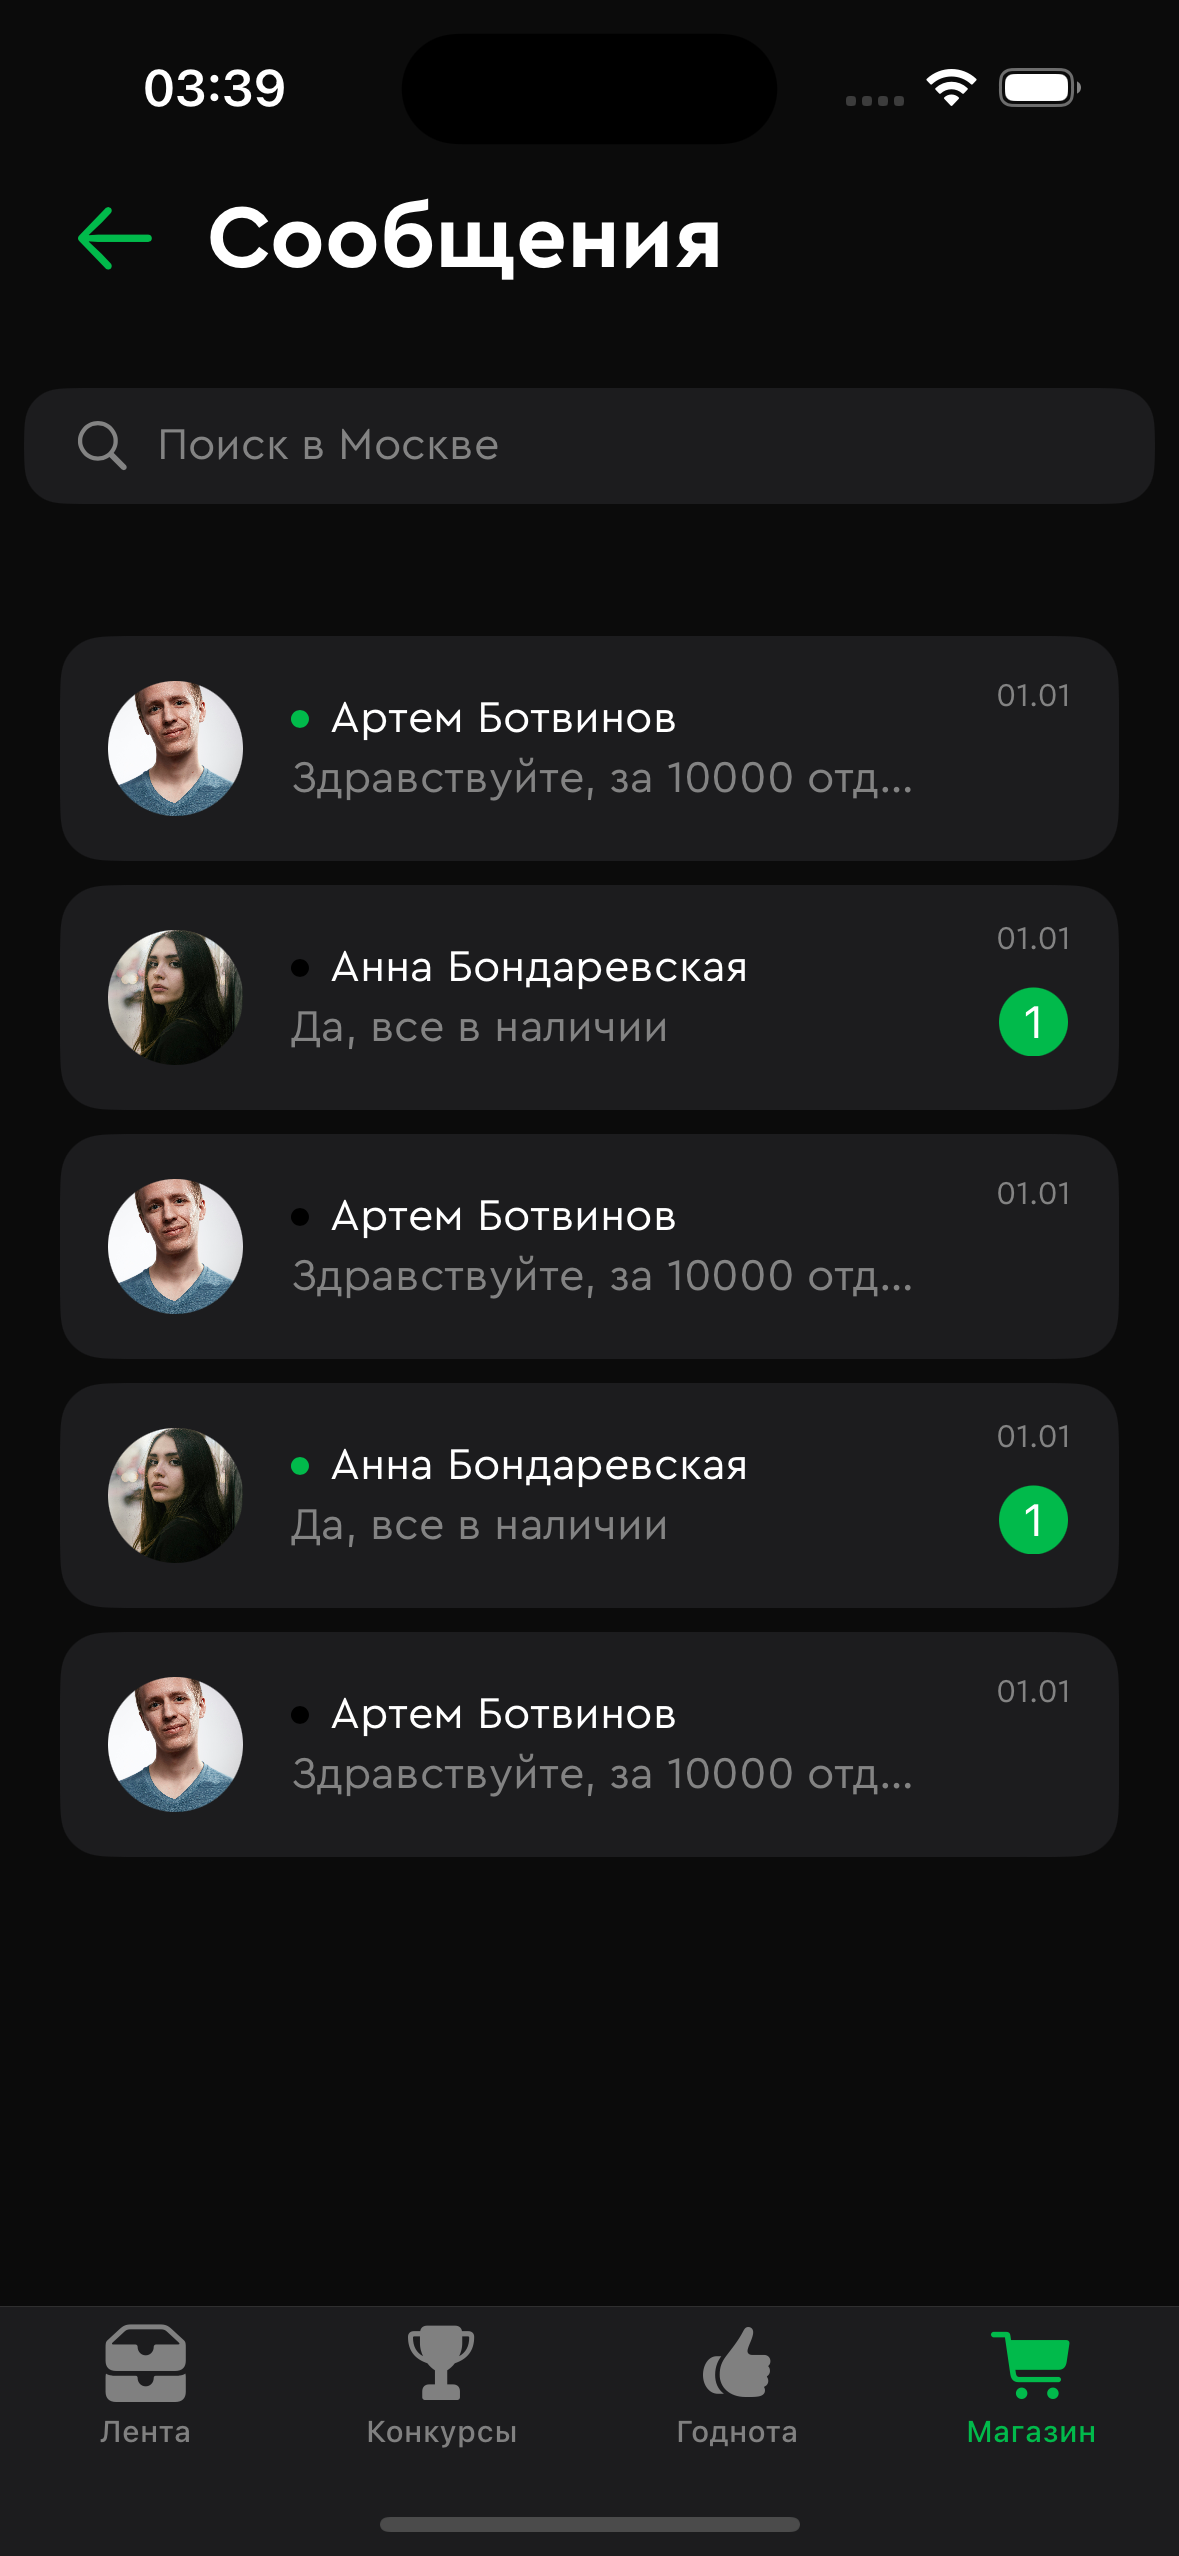 03:39
Сообщения
Поиск в Москве
Артем Ботвинов
01.01
Здравствуйте, за 10000 отд...
Анна Бондаревская
01.01
Да, все в наличии
1
Артем Ботвинов
01.01
Здравствуйте, за 10000 отд...
Анна Бондаревская
01.01
Да, все в наличии
1
Артем Ботвинов
01.01
Здравствуйте, за 10000 отд...
Лента
Конкурсы
Годнота
Магазин